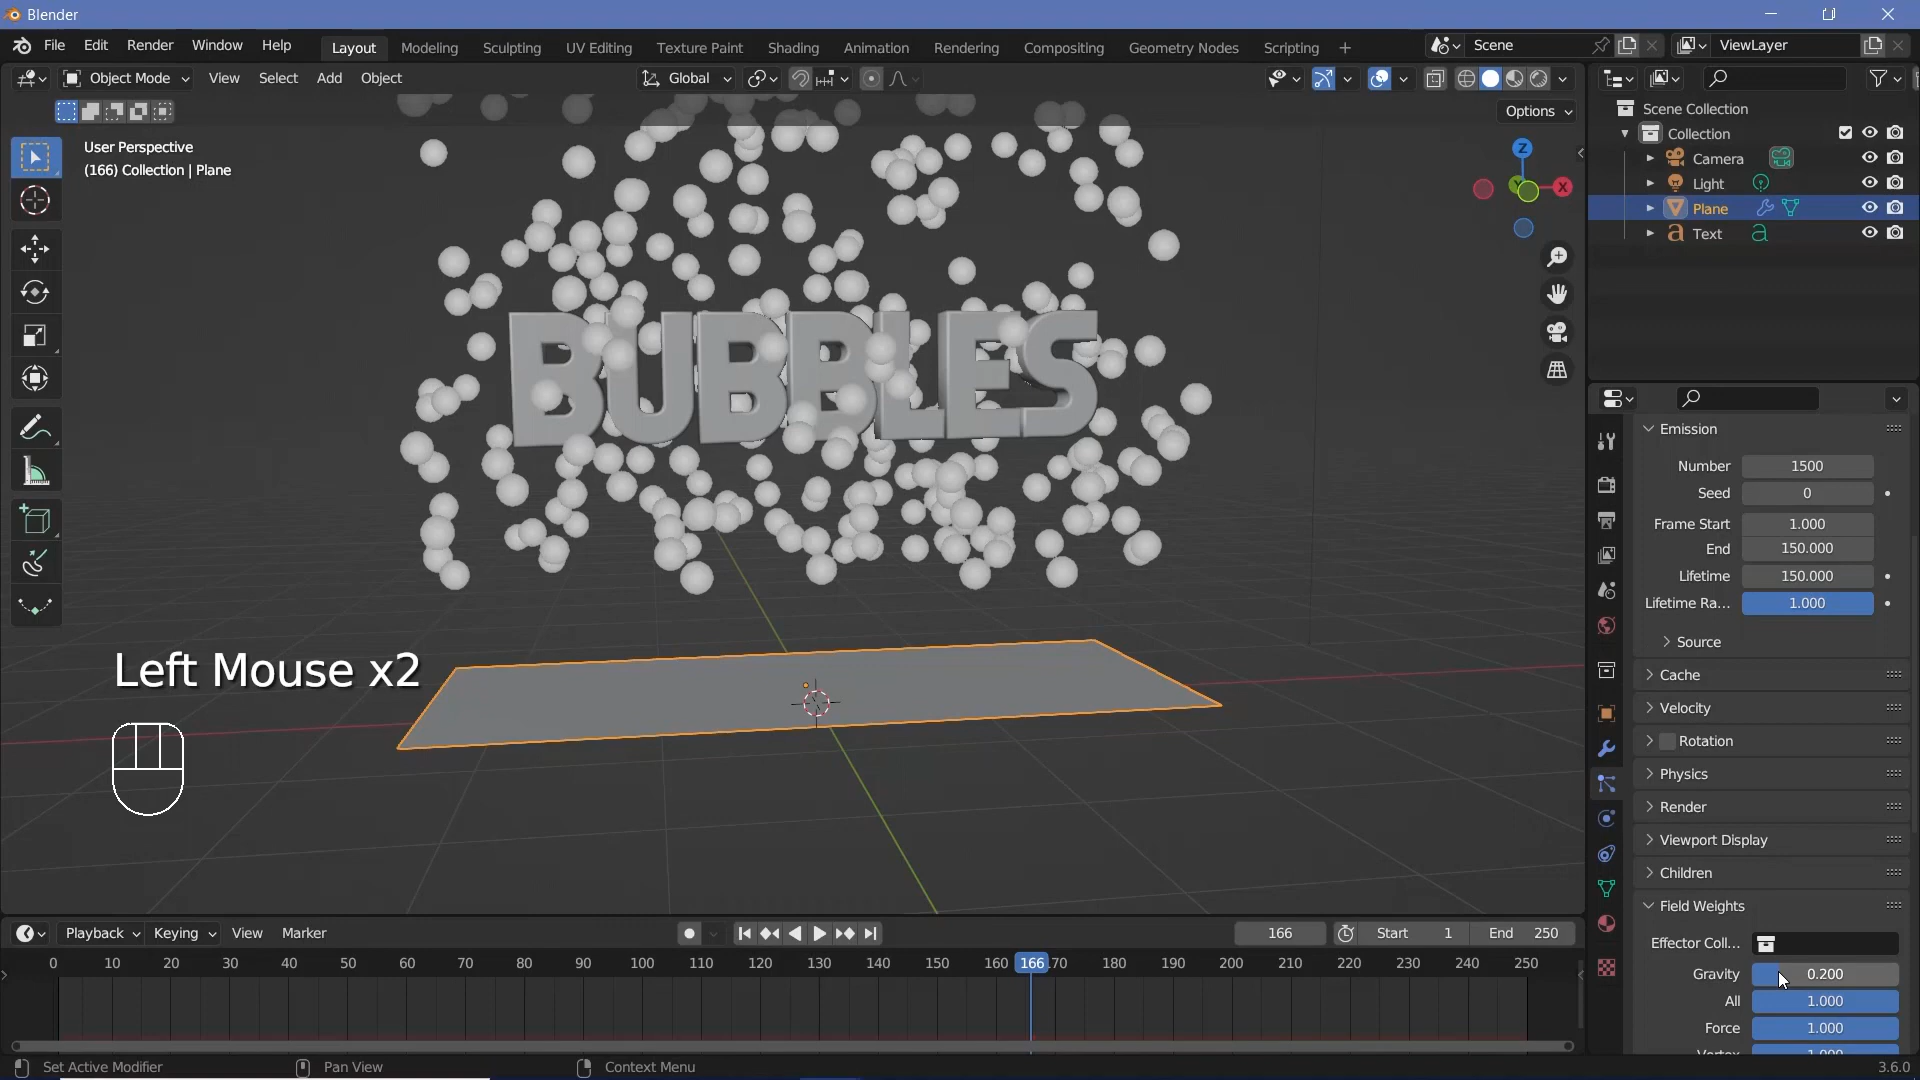 Blender
File Edit Render Window Help Layout Modeling Sculpting UV Editing Texture Paint Shading Animation Rendering Compositing Geometry Nodes Scripting + Scene ViewLayer
Object Mode View Select Add Object Global
Options
User Perspective
(166) Collection | Plane
Z
Y
X
BUBBLES
Left Mouse x2
Scene Collection
Collection
Camera
Light
Plane
Text
Emission
Number 1500
Seed 0
Frame Start 1.000
End 150.000
Lifetime 150.000
Lifetime Ra... 1.000
Source
Cache
Velocity
Rotation
Physics
Render
Viewport Display
Children
Field Weights
Effector Coll...
Gravity 0.200
All 1.000
Force 1.000
Vortex 1.000
Playback Keying View Marker 166 Start 1 End 250
0 10 20 30 40 50 60 70 80 90 100 110 120 130 140 150 160 166 70 180 190 200 210 220 230 240 250
Set Active Modifier Pan View Context Menu 3.6.0